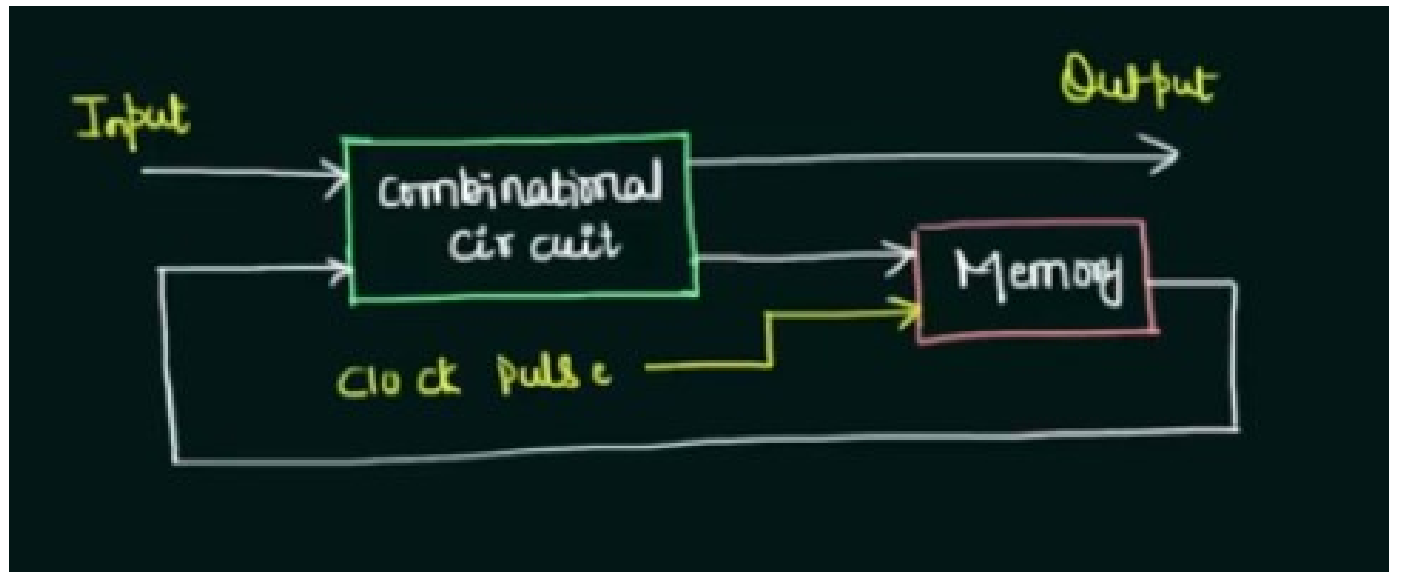 Input
Output
Combinational
Circuit
Memory
Clock Pulse